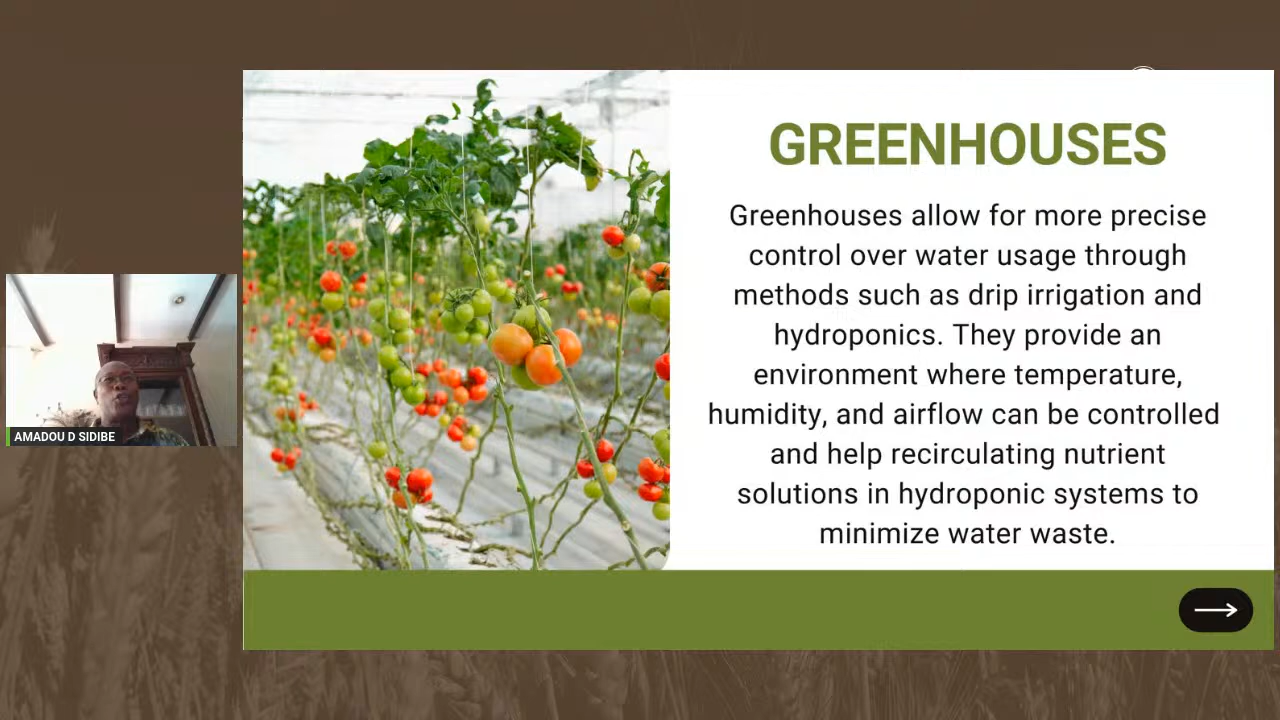 GREENHOUSES
Greenhouses allow for more precise
control over water usage through
methods such as drip irrigation and
hydroponics. They provide an
environment where temperature,
humidity, and airflow can be controlled
and help recirculating nutrient
solutions in hydroponic systems to
minimize water waste.
AMADOU D SIDIBE